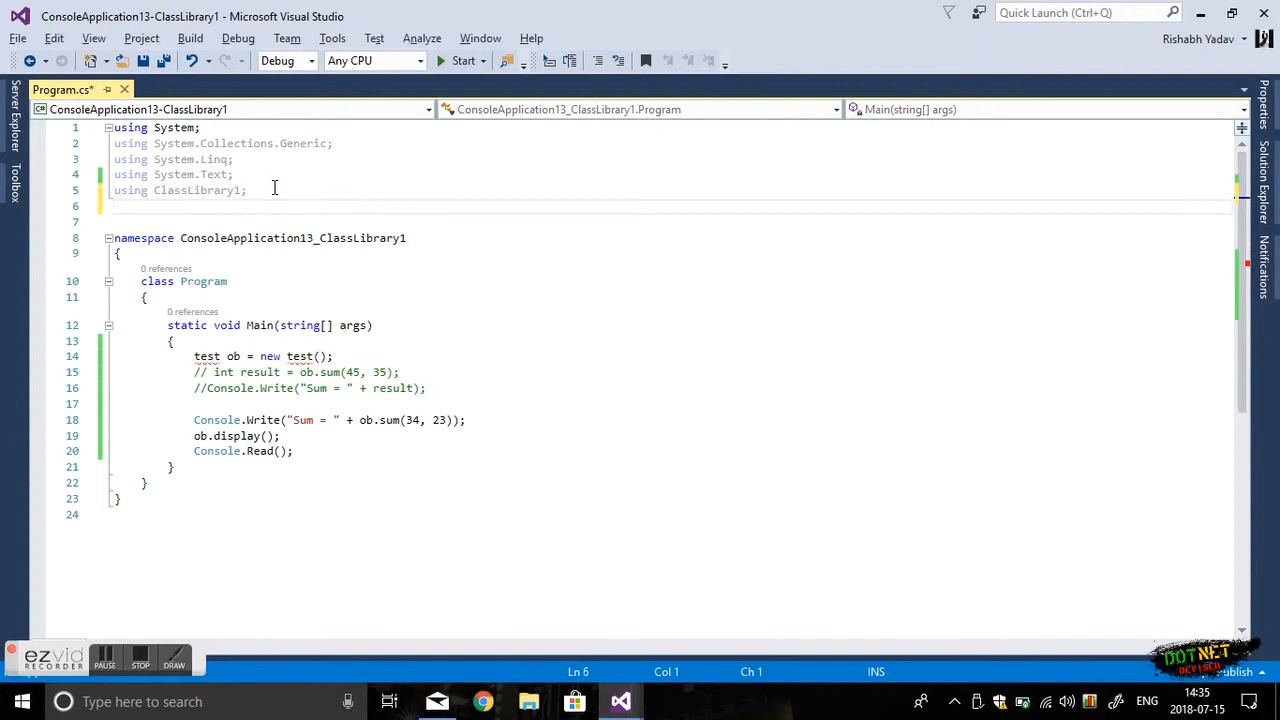 ConsoleApplication13-ClassLibrary1 - Microsoft Visual Studio
Quick Launch (Ctrl+Q)
File Edit View Project Build Debug Team Tools Test Analyze Window Help
Rishabh Yadav
Debug Any CPU Start
Program.cs*
ConsoleApplication13-ClassLibrary1 ConsoleApplication13_ClassLibrary1.Program Main(string[] args)
Server Explorer
Toolbox
Properties
Solution Explorer
Notifications
1 using System;
2 using System.Collections.Generic;
3 using System.Linq;
4 using System.Text;
5 using ClassLibrary1;
6
7
8 namespace ConsoleApplication13_ClassLibrary1
9 {
0 references
10 class Program
11 {
0 references
12 static void Main(string[] args)
13 {
14 test ob = new test();
15 // int result = ob.sum(45, 35);
16 //Console.Write("Sum = " + result);
17
18 Console.Write("Sum = " + ob.sum(34, 23));
19 ob.display();
20 Console.Read();
21 }
22 }
23 }
24
ezvid
RECORDER
PAUSE STOP DRAW
DOTNET
Ln 6 Col 1 Ch 1 INS Publish
Type here to search
ENG
14:35
2018-07-15